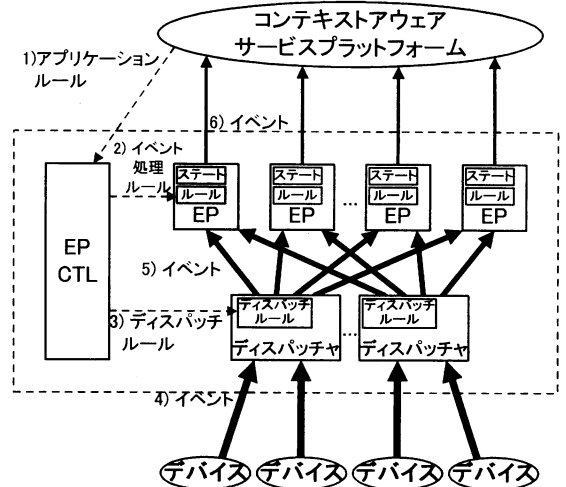 コンテキストアウェア
サービスプラットフォーム
1)アプリケーション
ルール
6) イベント
2) イベント
処理
ルール
ステート
ルール
EP
ステート
ルール
EP
...
ステート
ルール
EP
ステート
ルール
EP
EP
CTL
5) イベント
3) ディスパッチ
ルール
ディスパッチ
ルール
ディスパッチャ
...
ディスパッチ
ルール
ディスパッチャ
4) イベント
デバイス
デバイス
デバイス
デバイス